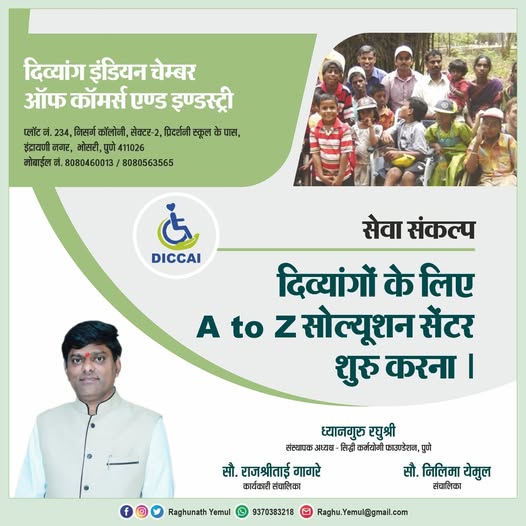 दिव्यांग इंडियन चेम्बर
ऑफ कॉमर्स एण्ड इण्डस्ट्री
प्लॉट नं. 234, निसर्ग कॉलोनी, सेक्टर-2, प्रिदर्शनी स्कूल के पास,
इंद्रायणी नगर, भोसरी, पुणे 411026
मोबाईल नं. 8080460013 / 8080563565
DICCAI
सेवा संकल्प
दिव्यांगों के लिए
A to Z सोल्यूशन सेंटर
शुरु करना |
ध्यानगुरु रघुश्री
संस्थापक अध्यक्ष - सिद्धी कर्मयोगी फाउण्डेशन, पुणे
सौ. राजश्रीताई गागरे
कार्यकारी संचालिका
सौ. निलिमा येमुल
संचालिका
Raghunath Yemul
9370383218
Raghu.Yemul@gmail.com